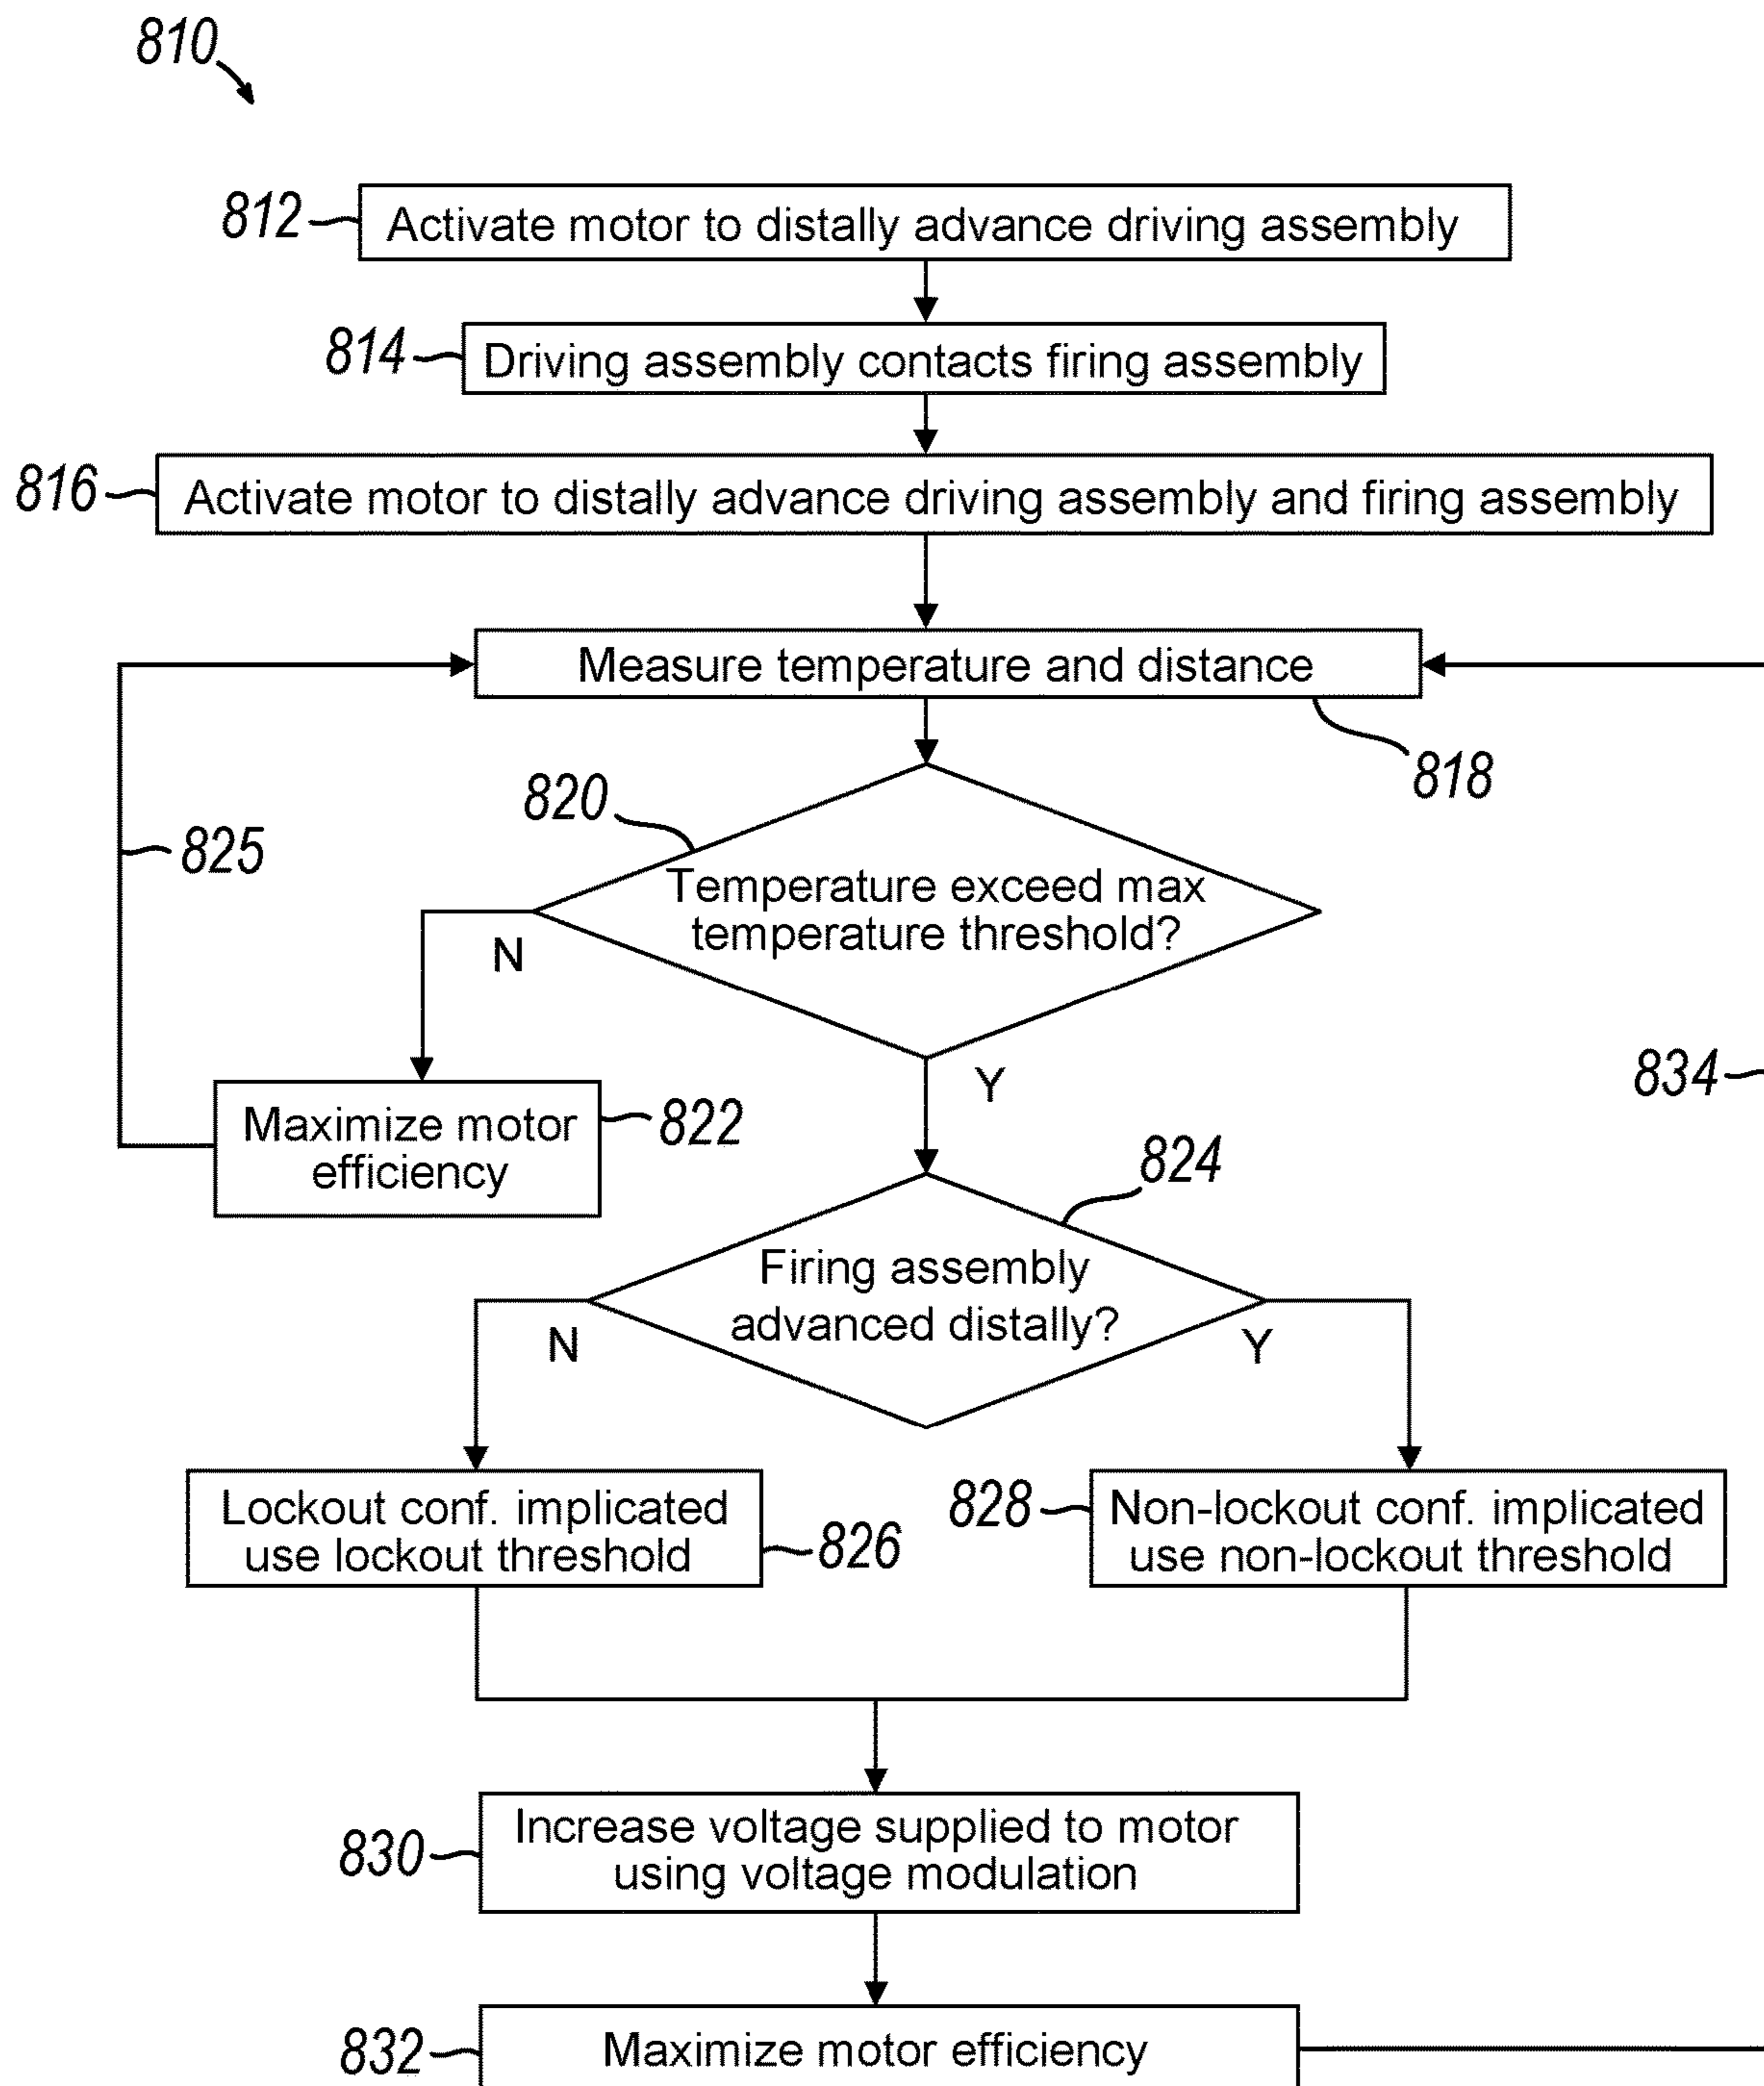 810
812
Activate motor to distally advance driving assembly
814
Driving assembly contacts firing assembly
816
Activate motor to distally advance driving assembly and firing assembly
Measure temperature and distance
818
820
825
Temperature exceed max
temperature threshold?
N
Y
834
Maximize motor
efficiency
822
824
Firing assembly
advanced distally?
N
Y
Lockout conf. implicated
use lockout threshold
826
828
Non-lockout conf. implicated
use non-lockout threshold
830
Increase voltage supplied to motor
using voltage modulation
832
Maximize motor efficiency